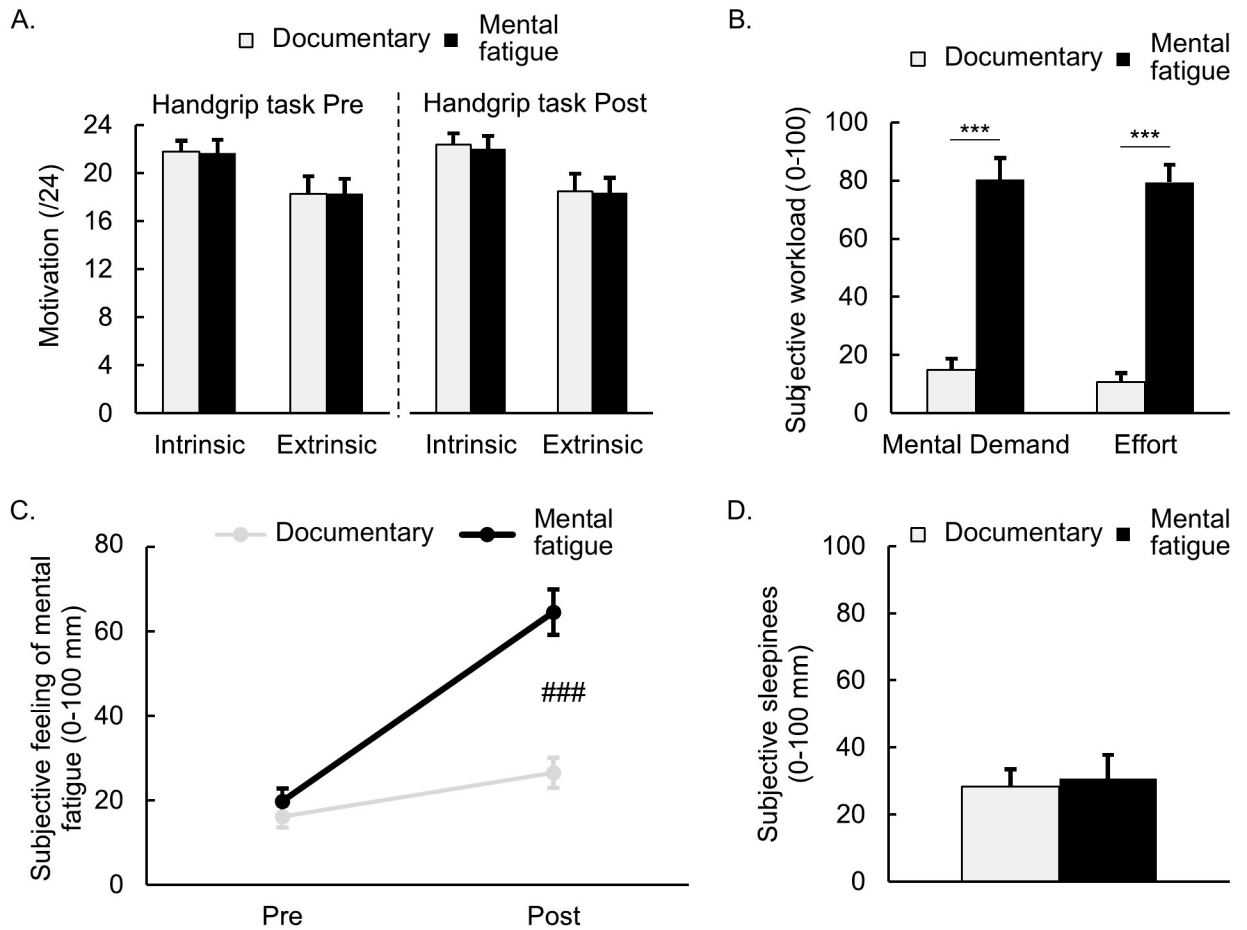 A.
Documentary
Mental
fatigue
Handgrip task Pre
Handgrip task Post
Motivation (/24)
24
20
16
12
8
4
0
Intrinsic
Extrinsic
Intrinsic
Extrinsic
B.
Documentary
Mental
fatigue
Subjective workload (0-100)
100
80
60
40
20
0
***
***
Mental Demand
Effort
C.
Documentary
Mental
fatigue
Subjective feeling of mental
fatigue (0-100 mm)
80
60
40
20
0
###
Pre
Post
D.
Documentary
Mental
fatigue
Subjective sleepinees
(0-100 mm)
100
80
60
40
20
0